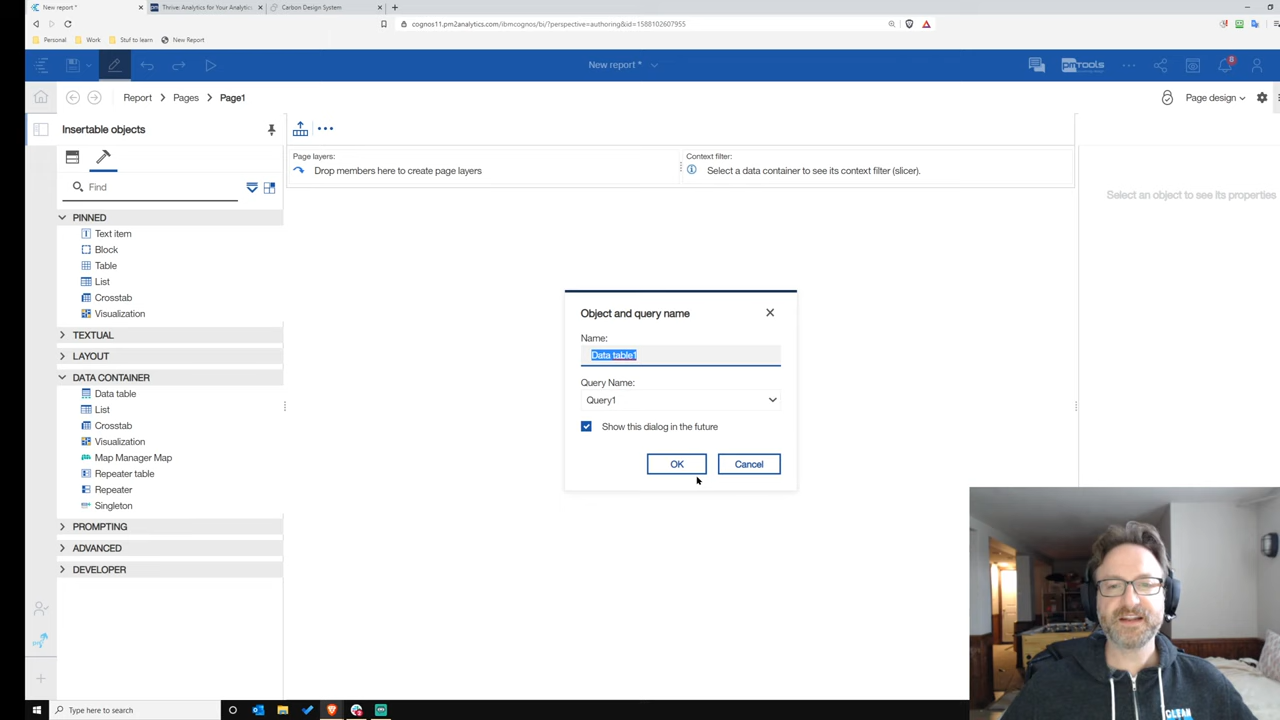 New report *
Thrive: Analytics for Your Analytics
Carbon Design System
cognos11.pm2analytics.com/ibmcognos/bi/?perspective=authoring&id=1588102607955
Personal
Work
Stuf to learn
New Report
New report *
pmTools
8
Report
Pages
Page1
Page design
Insertable objects
Page layers:
Drop members here to create page layers
Context filter:
Select a data container to see its context filter (slicer).
Find
Select an object to see its properties
PINNED
Text item
Block
Table
List
Crosstab
Visualization
TEXTUAL
LAYOUT
DATA CONTAINER
Data table
List
Crosstab
Visualization
Map Manager Map
Repeater table
Repeater
Singleton
PROMPTING
ADVANCED
DEVELOPER
Object and query name
Name:
Data table1
Query Name:
Query1
Show this dialog in the future
OK
Cancel
Type here to search
CLEAN